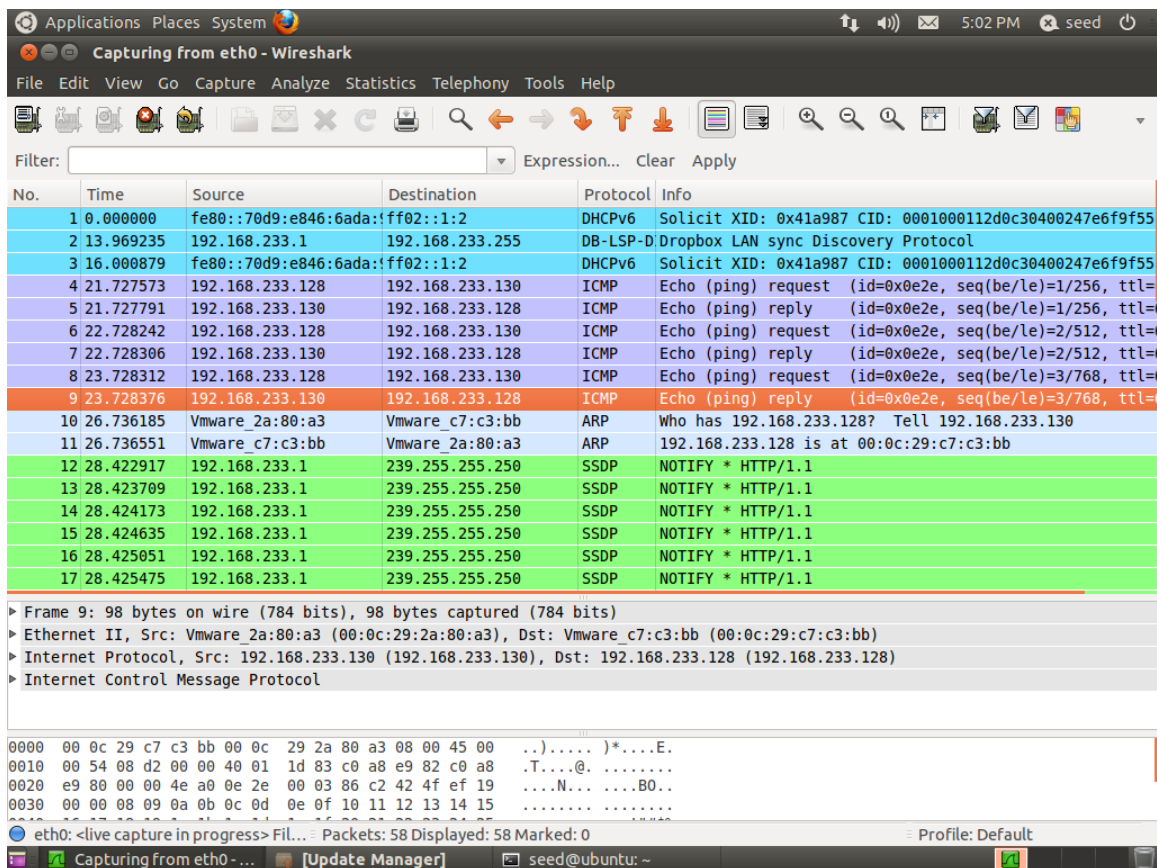 Applications Places System 5:02 PM seed
Capturing from eth0 - Wireshark
File Edit View Go Capture Analyze Statistics Telephony Tools Help
Filter: Expression... Clear Apply
No. Time Source Destination Protocol Info
1 0.000000 fe80::70d9:e846:6ada: ff02::1:2 DHCPv6 Solicit XID: 0x41a987 CID: 0001000112d0c30400247e6f9f55
2 13.969235 192.168.233.1 192.168.233.255 DB-LSP-D Dropbox LAN sync Discovery Protocol
3 16.000879 fe80::70d9:e846:6ada: ff02::1:2 DHCPv6 Solicit XID: 0x41a987 CID: 0001000112d0c30400247e6f9f55
4 21.727573 192.168.233.128 192.168.233.130 ICMP Echo (ping) request (id=0x0e2e, seq(be/le)=1/256, ttl=
5 21.727791 192.168.233.130 192.168.233.128 ICMP Echo (ping) reply (id=0x0e2e, seq(be/le)=1/256, ttl=
6 22.728242 192.168.233.128 192.168.233.130 ICMP Echo (ping) request (id=0x0e2e, seq(be/le)=2/512, ttl=
7 22.728306 192.168.233.130 192.168.233.128 ICMP Echo (ping) reply (id=0x0e2e, seq(be/le)=2/512, ttl=
8 23.728312 192.168.233.128 192.168.233.130 ICMP Echo (ping) request (id=0x0e2e, seq(be/le)=3/768, ttl=
9 23.728376 192.168.233.130 192.168.233.128 ICMP Echo (ping) reply (id=0x0e2e, seq(be/le)=3/768, ttl=
10 26.736185 Vmware_2a:80:a3 Vmware_c7:c3:bb ARP Who has 192.168.233.128? Tell 192.168.233.130
11 26.736551 Vmware_c7:c3:bb Vmware_2a:80:a3 ARP 192.168.233.128 is at 00:0c:29:c7:c3:bb
12 28.422917 192.168.233.1 239.255.255.250 SSDP NOTIFY * HTTP/1.1
13 28.423709 192.168.233.1 239.255.255.250 SSDP NOTIFY * HTTP/1.1
14 28.424173 192.168.233.1 239.255.255.250 SSDP NOTIFY * HTTP/1.1
15 28.424635 192.168.233.1 239.255.255.250 SSDP NOTIFY * HTTP/1.1
16 28.425051 192.168.233.1 239.255.255.250 SSDP NOTIFY * HTTP/1.1
17 28.425475 192.168.233.1 239.255.255.250 SSDP NOTIFY * HTTP/1.1
Frame 9: 98 bytes on wire (784 bits), 98 bytes captured (784 bits)
Ethernet II, Src: Vmware_2a:80:a3 (00:0c:29:2a:80:a3), Dst: Vmware_c7:c3:bb (00:0c:29:c7:c3:bb)
Internet Protocol, Src: 192.168.233.130 (192.168.233.130), Dst: 192.168.233.128 (192.168.233.128)
Internet Control Message Protocol
0000 00 0c 29 c7 c3 bb 00 0c 29 2a 80 a3 08 00 45 00 ..)..... )*....E.
0010 00 54 08 d2 00 00 40 01 1d 83 c0 a8 e9 82 c0 a8 .T....@. ........
0020 e9 80 00 00 4e a0 0e 2e 00 03 86 c2 42 4f ef 19 ....N... ....BO..
0030 00 00 08 09 0a 0b 0c 0d 0e 0f 10 11 12 13 14 15 ........ ........
eth0: <live capture in progress> Fil... Packets: 58 Displayed: 58 Marked: 0 Profile: Default
Capturing from eth0 - ... [Update Manager] seed@ubuntu: ~